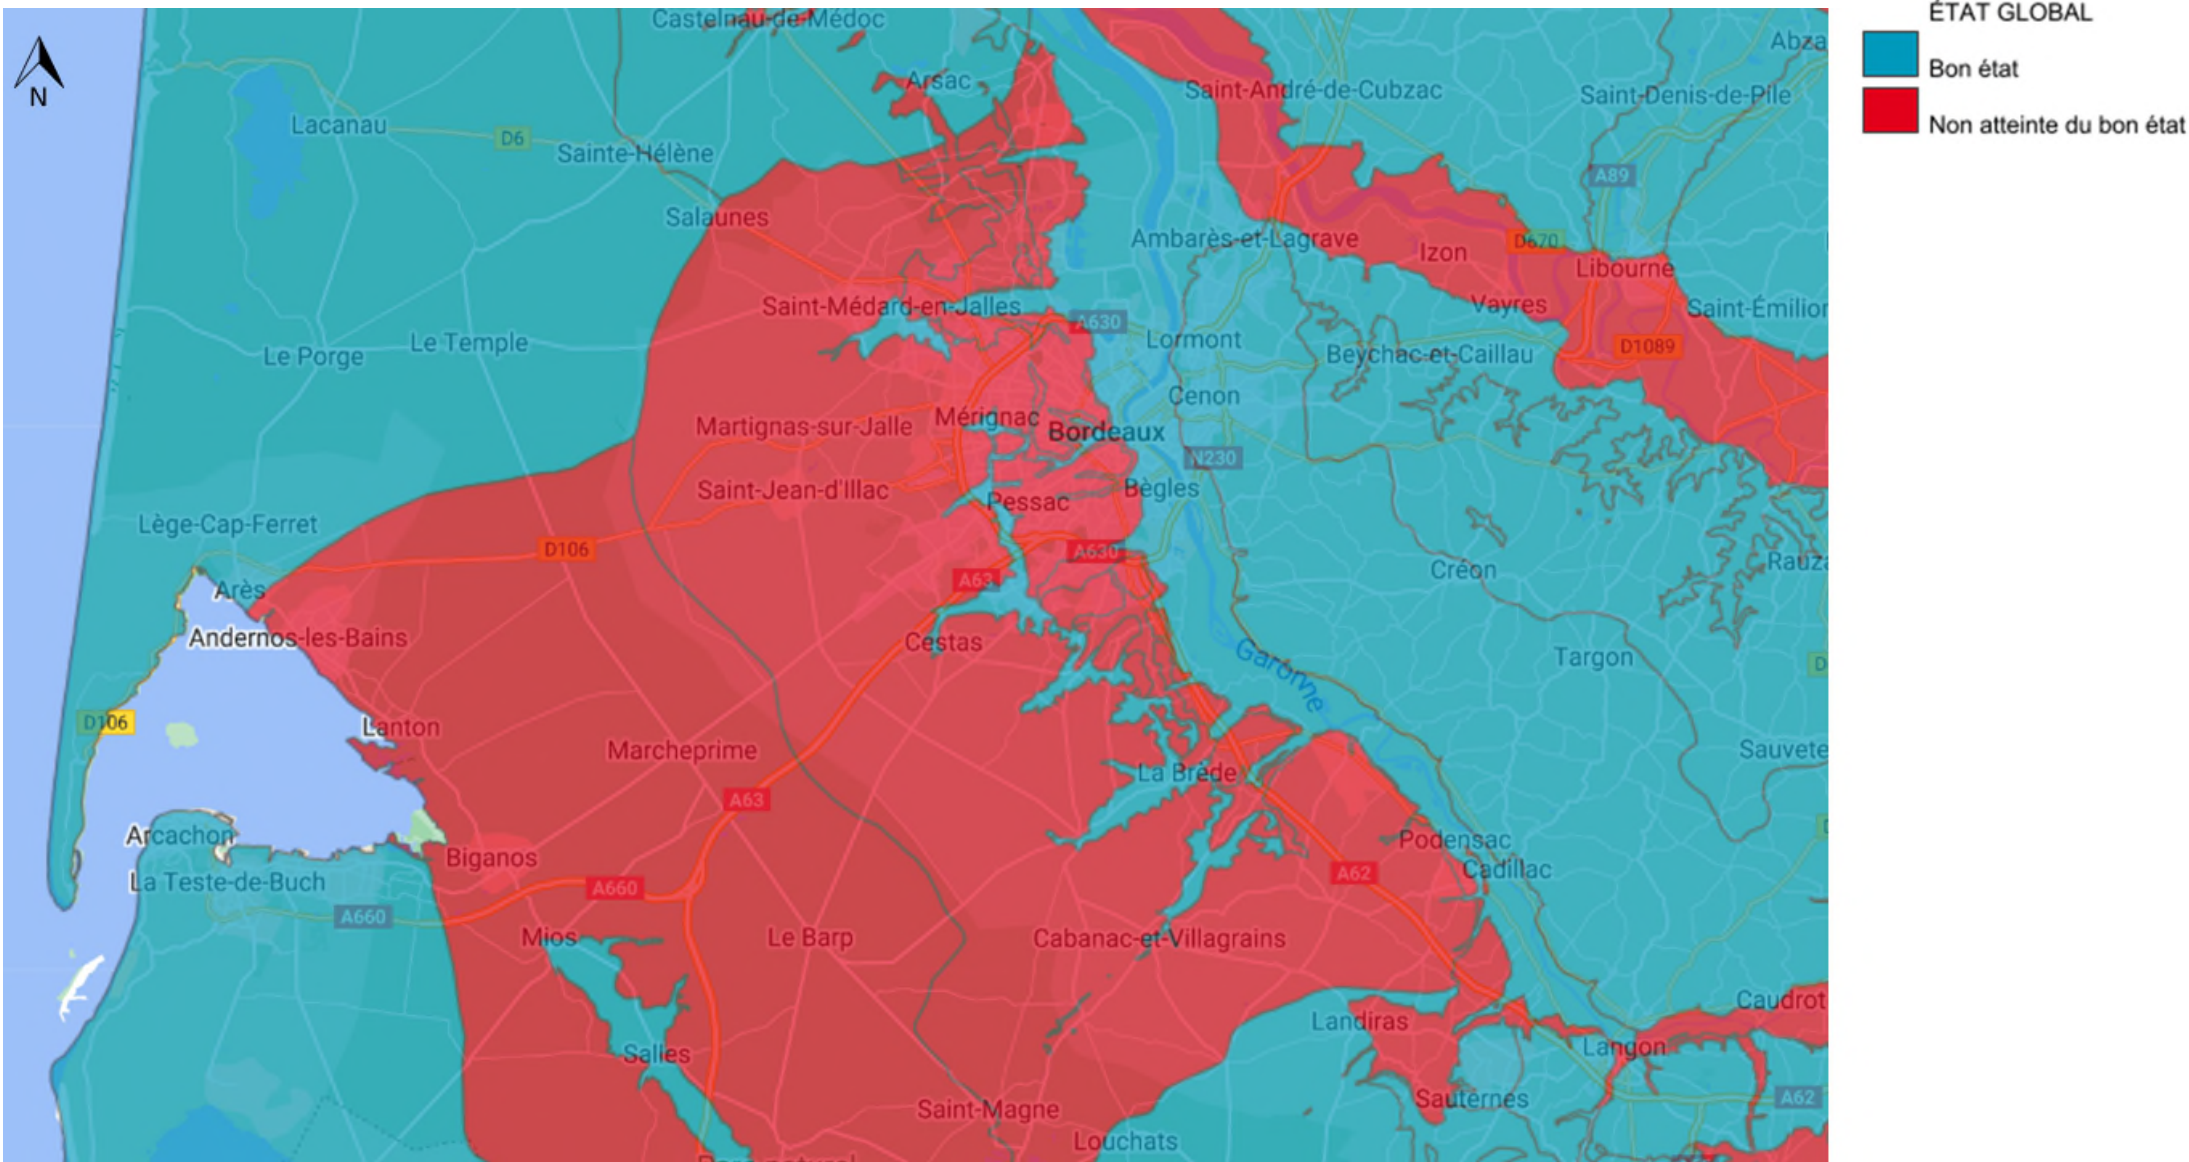 ÉTAT GLOBAL
Bon état
Non atteinte du bon état
N
Castelnau-de-Médoc
Arsac
Saint-André-de-Cubzac
Saint-Denis-de-Pile
Lacanau
D6
Sainte-Hélène
A89
Salaunes
Ambarès-et-Lagrave
Izon
D670
Libourne
Saint-Médard-en-Jalles
A630
Vayres
Le Porge
Le Temple
Lormont
Beychac-et-Caillau
D1089
Cenon
Martignas-sur-Jalle
Mérignac
Bordeaux
N230
Saint-Jean-d'Illac
Pessac
Bègles
Lège-Cap-Ferret
D106
A630
A63
Créon
Arès
Andernos-les-Bains
Cestas
Garonne
Targon
D106
Lanton
Marcheprime
La Brède
A63
Arcachon
Biganos
Podensac
Cadillac
La Teste-de-Buch
A660
A660
A62
Mios
Le Barp
Cabanac-et-Villagrains
Caudrot
Landiras
Langon
Salles
A62
Sauternes
Saint-Magne
Louchats